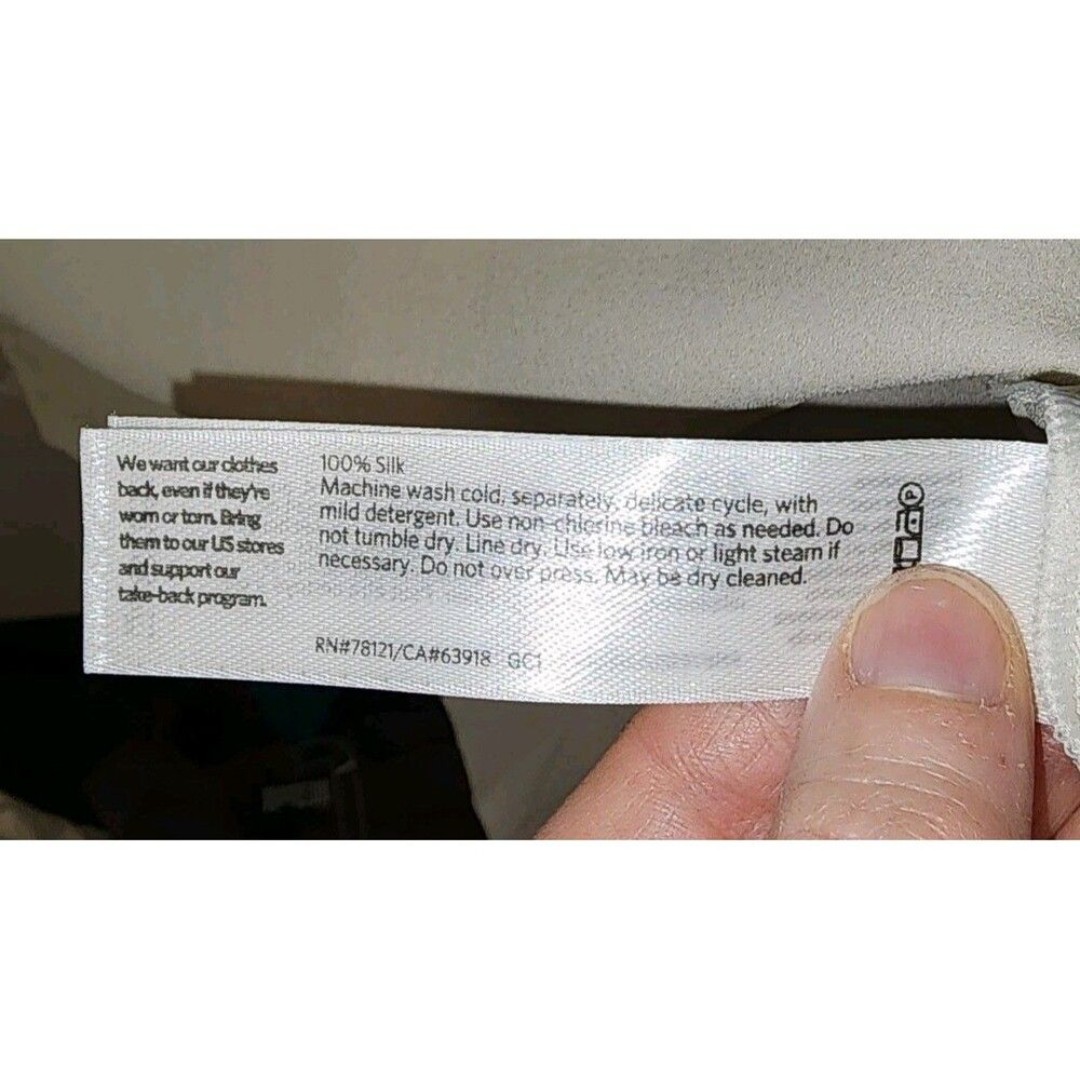 We want our clothes
back, even if they're
worn or torn. Bring
them to our US stores
and support our
take-back program.
100% Silk
Machine wash cold, separately, delicate cycle, with
mild detergent. Use non-chlorine bleach as needed. Do
not tumble dry. Line dry. Use low iron or light steam if
necessary. Do not over press. May be dry cleaned.
RN#78121/CA#63918 GC1
P